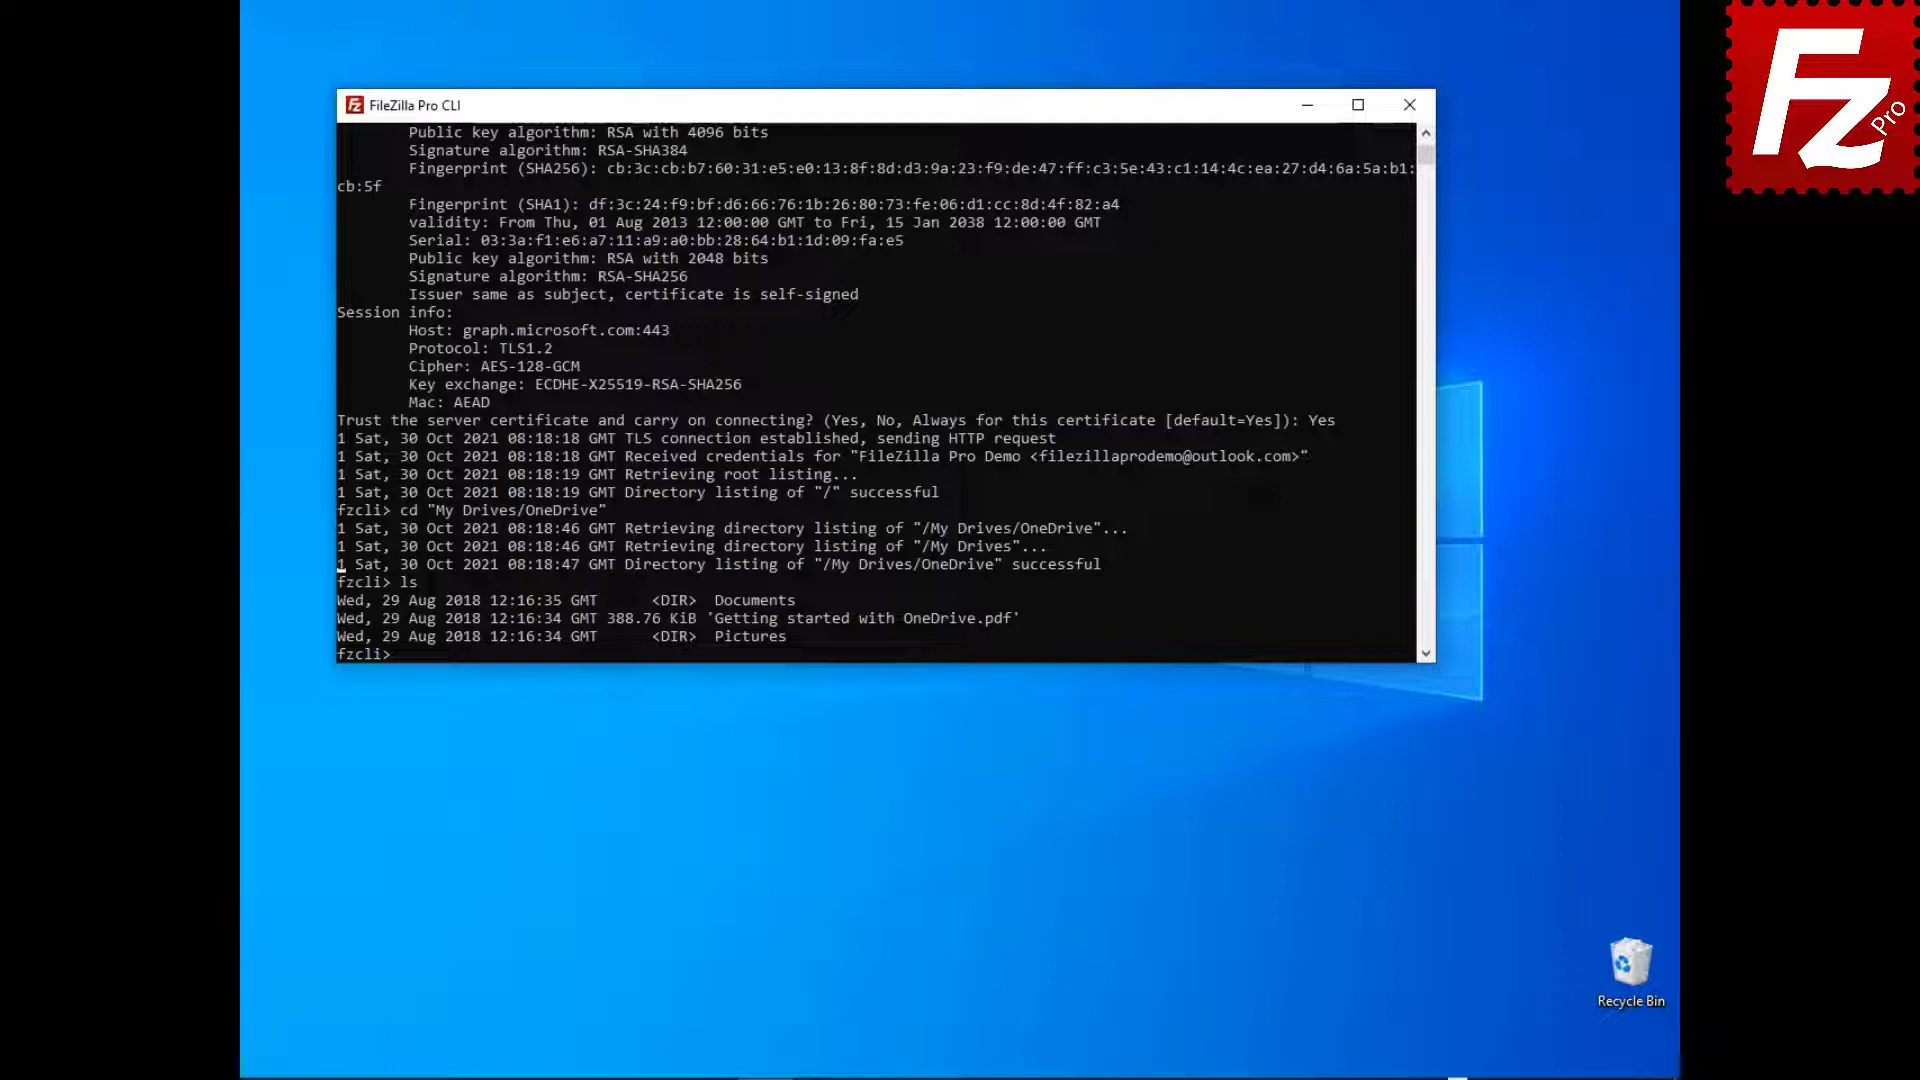 FileZilla Pro CLI
Public key algorithm: RSA with 4096 bits
Signature algorithm: RSA-SHA384
Fingerprint (SHA256): cb:3c:cb:b7:60:31:e5:e0:13:8f:8d:d3:9a:23:f9:de:47:ff:c3:5e:43:c1:14:4c:ea:27:d4:6a:5a:b1:
cb:5f
Fingerprint (SHA1): df:3c:24:f9:bf:d6:66:76:1b:26:80:73:fe:06:d1:cc:8d:4f:82:a4
validity: From Thu, 01 Aug 2013 12:00:00 GMT to Fri, 15 Jan 2038 12:00:00 GMT
Serial: 03:3a:f1:e6:a7:11:a9:a0:bb:28:64:b1:1d:09:fa:e5
Public key algorithm: RSA with 2048 bits
Signature algorithm: RSA-SHA256
Issuer same as subject, certificate is self-signed
Session info:
Host: graph.microsoft.com:443
Protocol: TLS1.2
Cipher: AES-128-GCM
Key exchange: ECDHE-X25519-RSA-SHA256
Mac: AEAD
Trust the server certificate and carry on connecting? (Yes, No, Always for this certificate [default=Yes]): Yes
1 Sat, 30 Oct 2021 08:18:18 GMT TLS connection established, sending HTTP request
1 Sat, 30 Oct 2021 08:18:18 GMT Received credentials for "FileZilla Pro Demo <filezillaprodemo@outlook.com>"
1 Sat, 30 Oct 2021 08:18:19 GMT Retrieving root listing...
1 Sat, 30 Oct 2021 08:18:19 GMT Directory listing of "/" successful
fzcli> cd "My Drives/OneDrive"
1 Sat, 30 Oct 2021 08:18:46 GMT Retrieving directory listing of "/My Drives/OneDrive"...
1 Sat, 30 Oct 2021 08:18:46 GMT Retrieving directory listing of "/My Drives"...
1 Sat, 30 Oct 2021 08:18:47 GMT Directory listing of "/My Drives/OneDrive" successful
fzcli> ls
Wed, 29 Aug 2018 12:16:35 GMT <DIR> Documents
Wed, 29 Aug 2018 12:16:34 GMT 388.76 KiB 'Getting started with OneDrive.pdf'
Wed, 29 Aug 2018 12:16:34 GMT <DIR> Pictures
fzcli>
Fz Pro
Recycle Bin